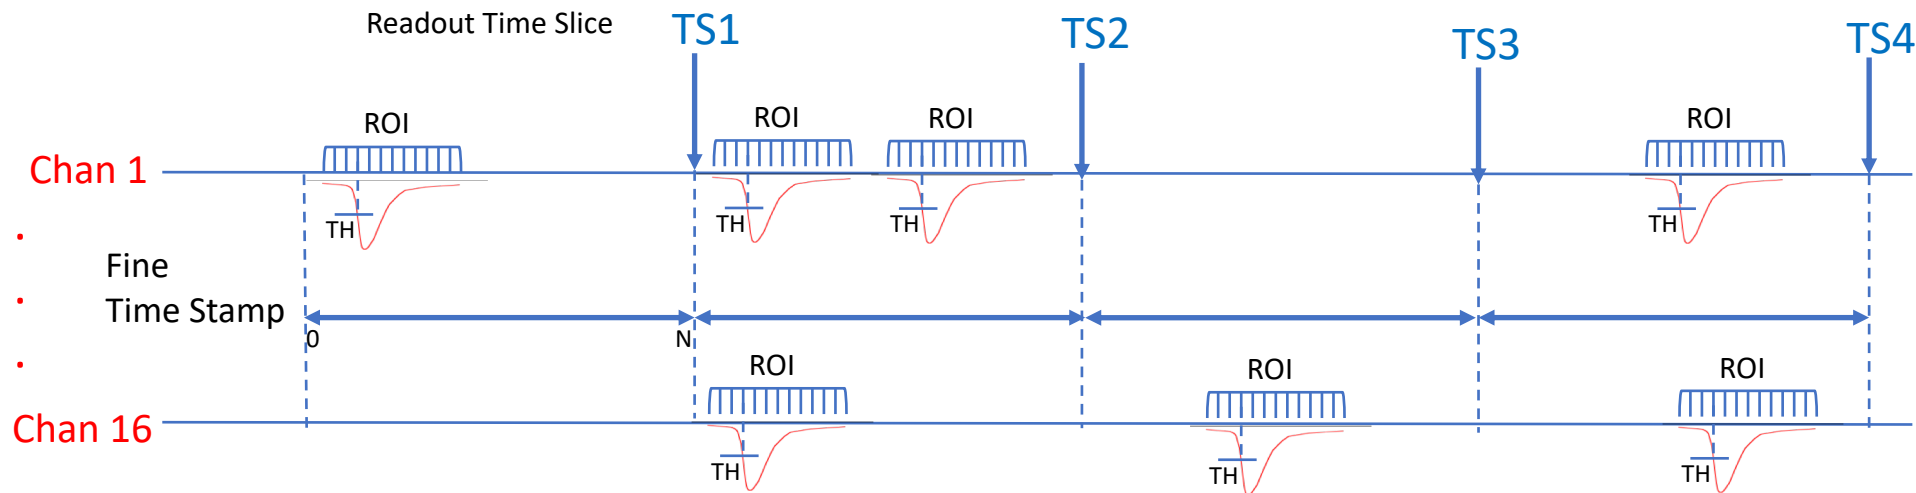 Readout Time Slice
TS1
TS2
TS3
TS4
ROI
ROI
ROI
ROI
Chan 1
TH
TH
TH
TH
.
Fine
.
Time Stamp
0
N
.
ROI
ROI
ROI
Chan 16
TH
TH
TH